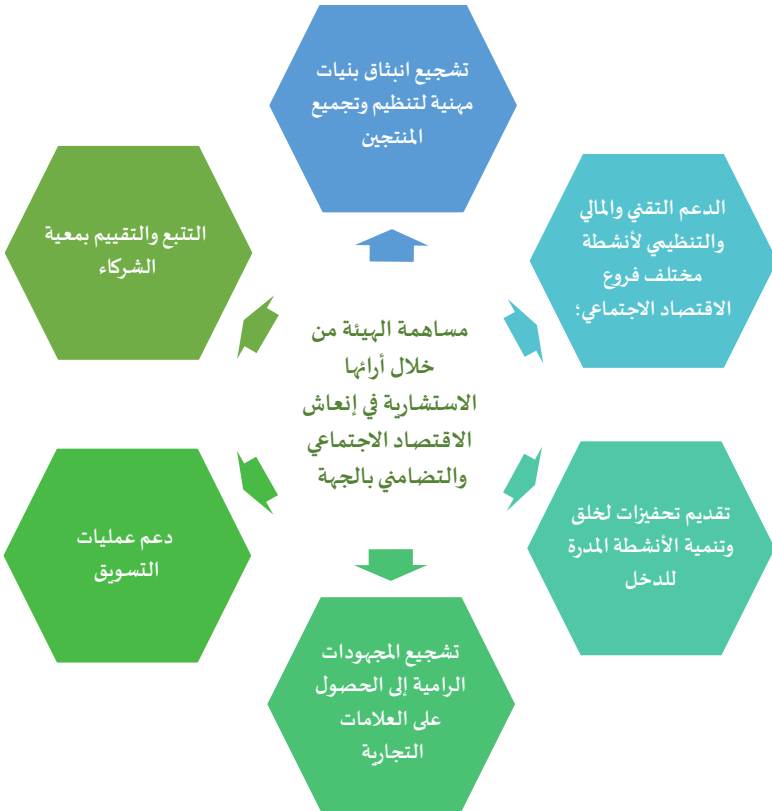 تشجيع انبثاق بنيات
مهنية لتنظيم وتجميع
المنتجين
الدعم التقني والمالي
والتنظيمي لأنشطة
مختلف فروع
الاقتصاد الاجتماعي؛
التتبع والتقييم بمعية
الشركاء
مساهمة الهيئة من
خلال أرائها
الاستشارية في إنعاش
الاقتصاد الاجتماعي
والتضامني بالجهة
تقديم تحفيزات لخلق
وتنمية الأنشطة المدرة
للدخل
دعم عمليات
التسويق
تشجيع المجهودات
الرامية إلى الحصول
على العلامات
التجارية